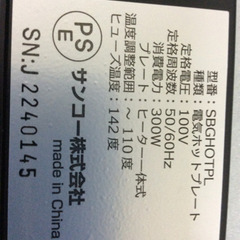 型番：SBGHOTPL
種類：電気ホットプレート
定格電圧：100V
定格周波数：50/60Hz
消費電力：300W
プレート：ヒーター一体式
温度調整範囲：～110度
ヒューズ温度：142度
PS
E
サンコー株式会社
made in China
SN:J2240145